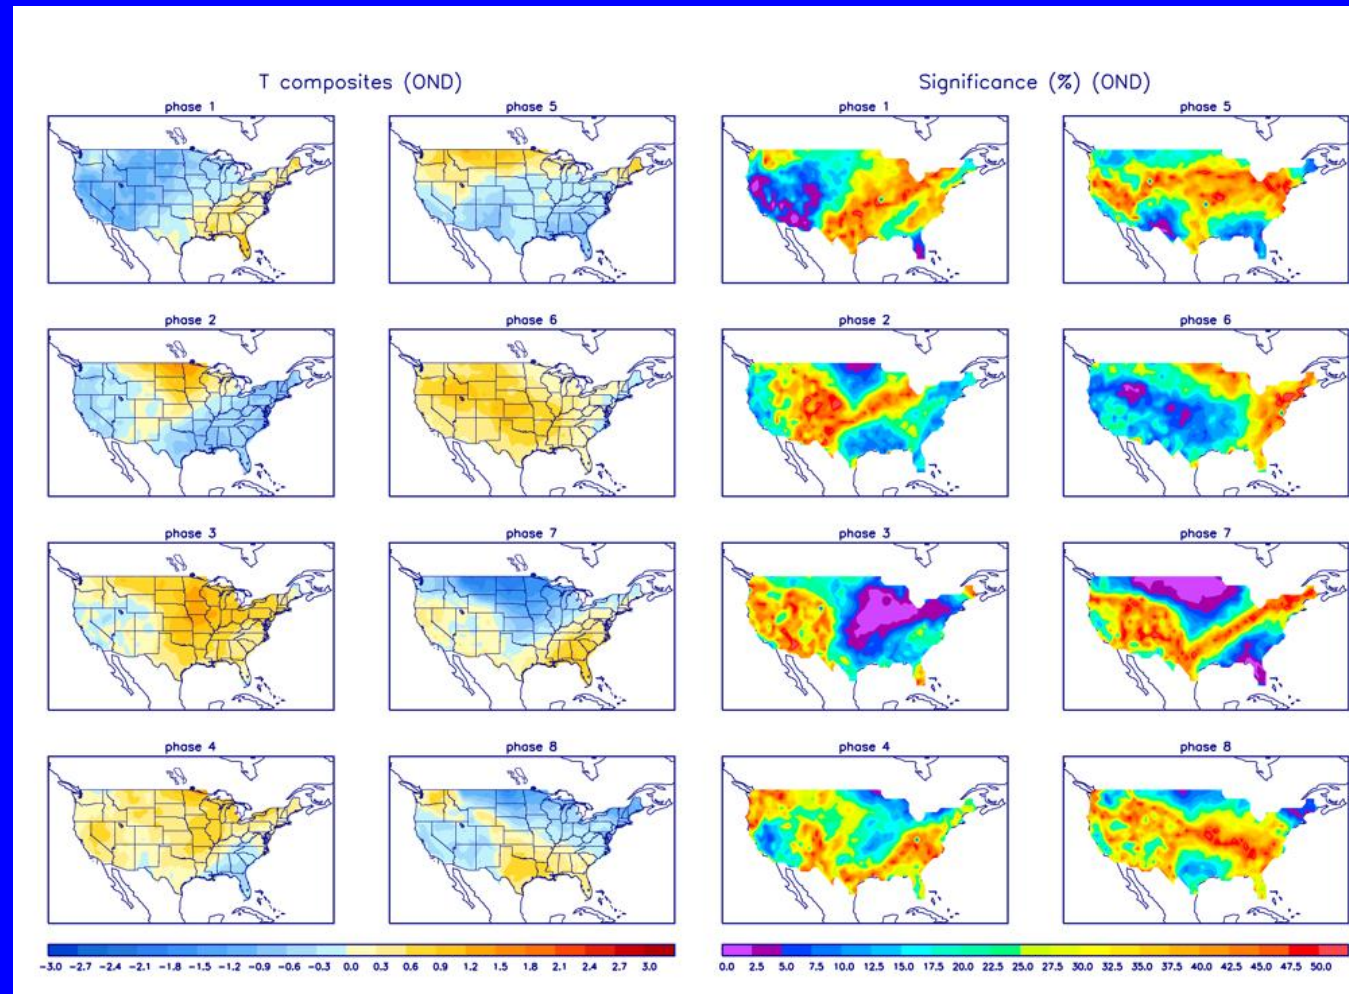 T composites (OND) Significance (%) (OND)
phase 1 phase 5 phase 1 phase 5
phase 2 phase 6 phase 2 phase 6
phase 3 phase 7 phase 3 phase 7
phase 4 phase 8 phase 4 phase 8
-3.0 -2.7 -2.4 -2.1 -1.8 -1.5 -1.2 -0.9 -0.6 -0.3 0.0 0.3 0.6 0.9 1.2 1.5 1.8 2.1 2.4 2.7 3.0 0.0 2.5 5.0 7.5 10.0 12.5 15.0 17.5 20.0 22.5 25.0 27.5 30.0 32.5 35.0 37.5 40.0 42.5 45.0 47.5 50.0